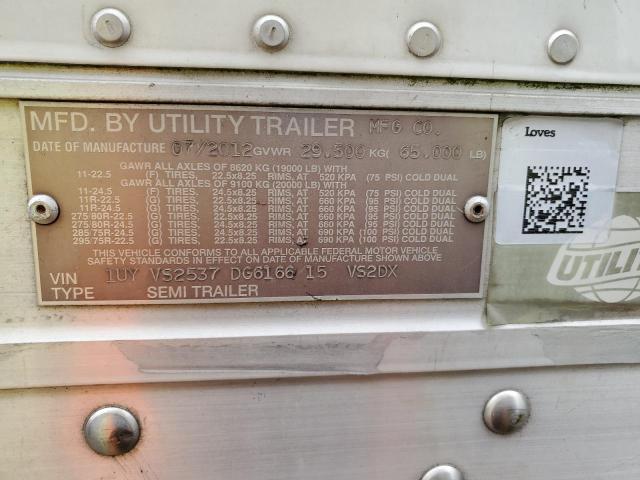 MFD. BY UTILITY TRAILER MFG CO.
DATE OF MANUFACTURE 07/2012 GVWR 29,500 KG( 65,000 LB)
GAWR ALL AXLES OF 8620 KG (19000 LB) WITH
11-22.5 (F) TIRES, 22.5x8.25 RIMS, AT 520 KPA (75 PSI) COLD DUAL
11-24.5 (F) TIRES, 24.5x8.25 RIMS, AT 520 KPA (75 PSI) COLD DUAL
GAWR ALL AXLES OF 9100 KG (20000 LB) WITH
11R-22.5 (G) TIRES, 22.5x8.25 RIMS, AT 660 KPA (95 PSI) COLD DUAL
11R-24.5 (G) TIRES, 24.5x8.25 RIMS, AT 660 KPA (95 PSI) COLD DUAL
275/80R-22.5 (G) TIRES, 22.5x8.25 RIMS, AT 660 KPA (95 PSI) COLD DUAL
275/80R-24.5 (G) TIRES, 24.5x8.25 RIMS, AT 660 KPA (95 PSI) COLD DUAL
285/75R-24.5 (G) TIRES, 24.5x8.25 RIMS, AT 690 KPA (100 PSI) COLD DUAL
295/75R-22.5 (G) TIRES, 22.5x8.25 RIMS, AT 690 KPA (100 PSI) COLD DUAL
THIS VEHICLE CONFORMS TO ALL APPLICABLE FEDERAL MOTOR VEHICLE
SAFETY STANDARDS IN EFFECT ON DATE OF MANUFACTURE SHOWN ABOVE
VIN 1UY VS2537 DG6166 15 VS2DX
TYPE SEMI TRAILER
Loves
UTILI